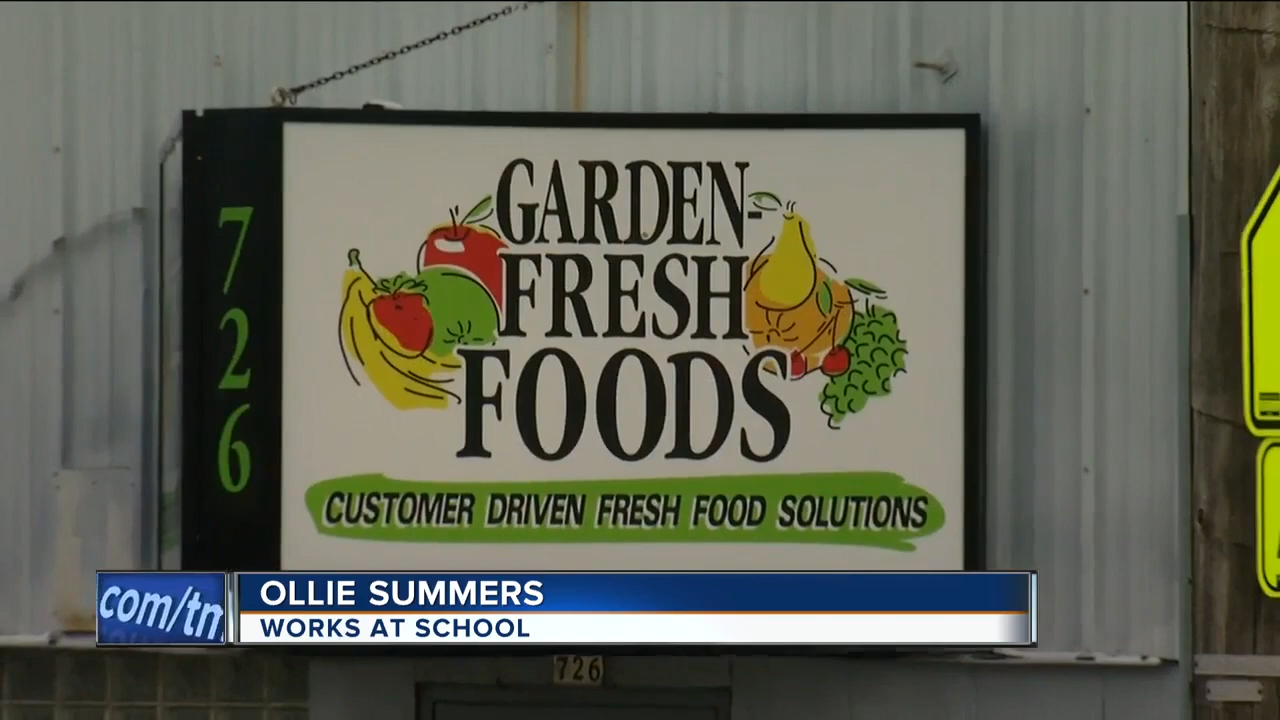 726
GARDEN-
FRESH
FOODS
CUSTOMER DRIVEN FRESH FOOD SOLUTIONS
com/tm
OLLIE SUMMERS
WORKS AT SCHOOL
726